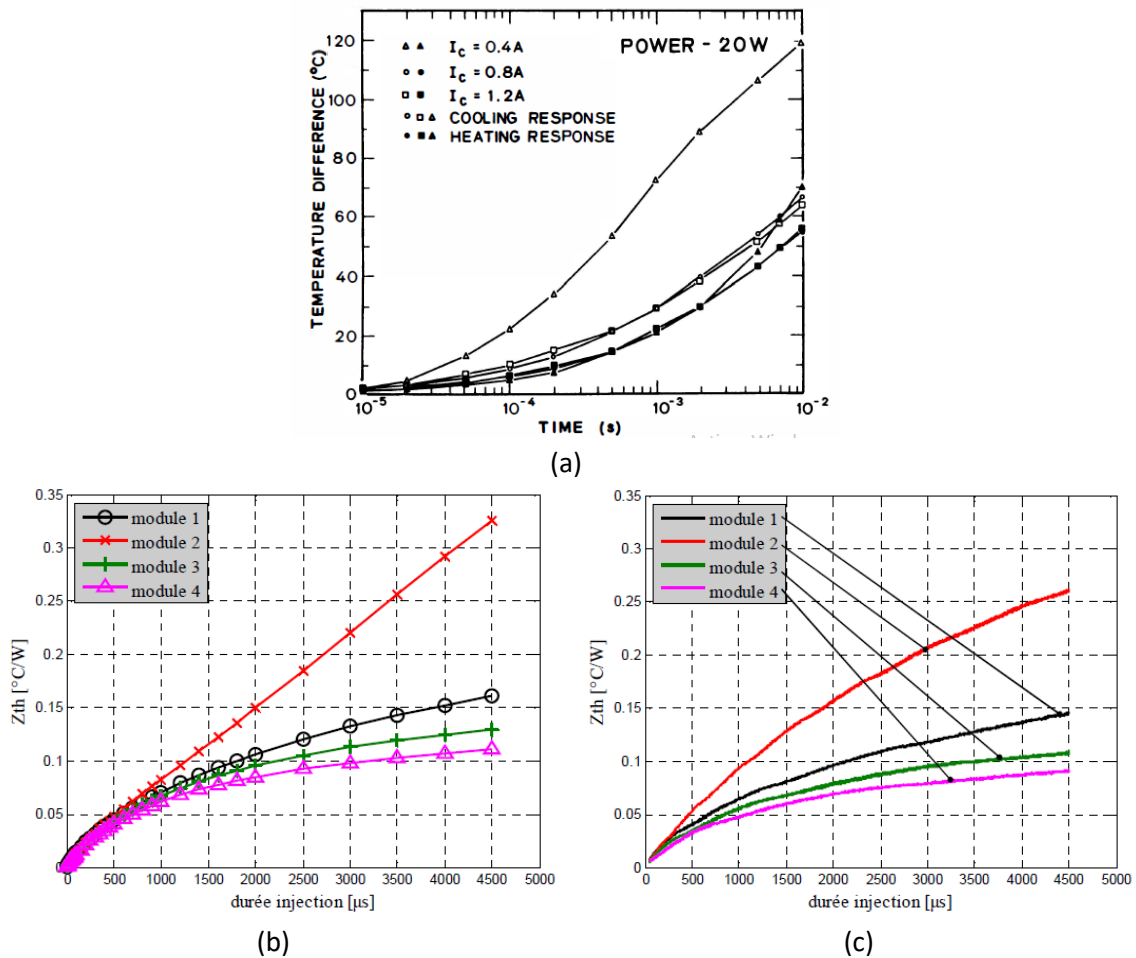 120
100
80
60
40
20
0
TEMPERATURE DIFFERENCE (°C)
POWER - 20W
△ ▲ I_C = 0.4A
○ ● I_C = 0.8A
□ ■ I_C = 1.2A
○ □ △ COOLING RESPONSE
● ■ ▲ HEATING RESPONSE
10⁻⁵ 10⁻⁴ 10⁻³ 10⁻²
TIME (s)
(a)
0.35
0.3
0.25
0.2
0.15
0.1
0.05
0
Zth [°C/W]
module 1
module 2
module 3
module 4
0 500 1000 1500 2000 2500 3000 3500 4000 4500 5000
durée injection [µs]
(b)
0.35
0.3
0.25
0.2
0.15
0.1
0.05
0
Zth [°C/W]
module 1
module 2
module 3
module 4
0 500 1000 1500 2000 2500 3000 3500 4000 4500 5000
durée injection [µs]
(c)